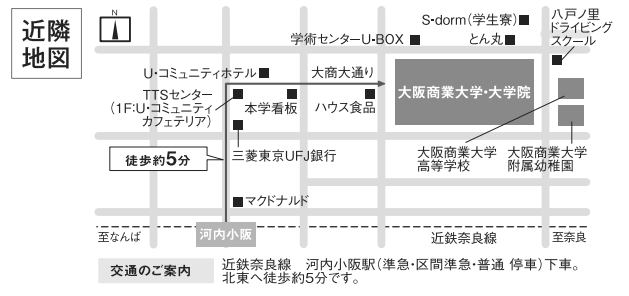 近隣
地図
N
S-dorm(学生寮)
八戸ノ里
ドライビング
スクール
学術センターU-BOX
とん丸
U・コミュニティホテル
大商大通り
TTSセンター
(1F:U・コミュニティ
カフェテリア)
本学看板
ハウス食品
大阪商業大学・大学院
三菱東京UFJ銀行
大阪商業大学
高等学校
大阪商業大学
附属幼稚園
徒歩約5分
マクドナルド
至なんば
河内小阪
近鉄奈良線
至奈良
交通のご案内
近鉄奈良線 河内小阪駅(準急・区間準急・普通 停車)下車。
北東へ徒歩約5分です。